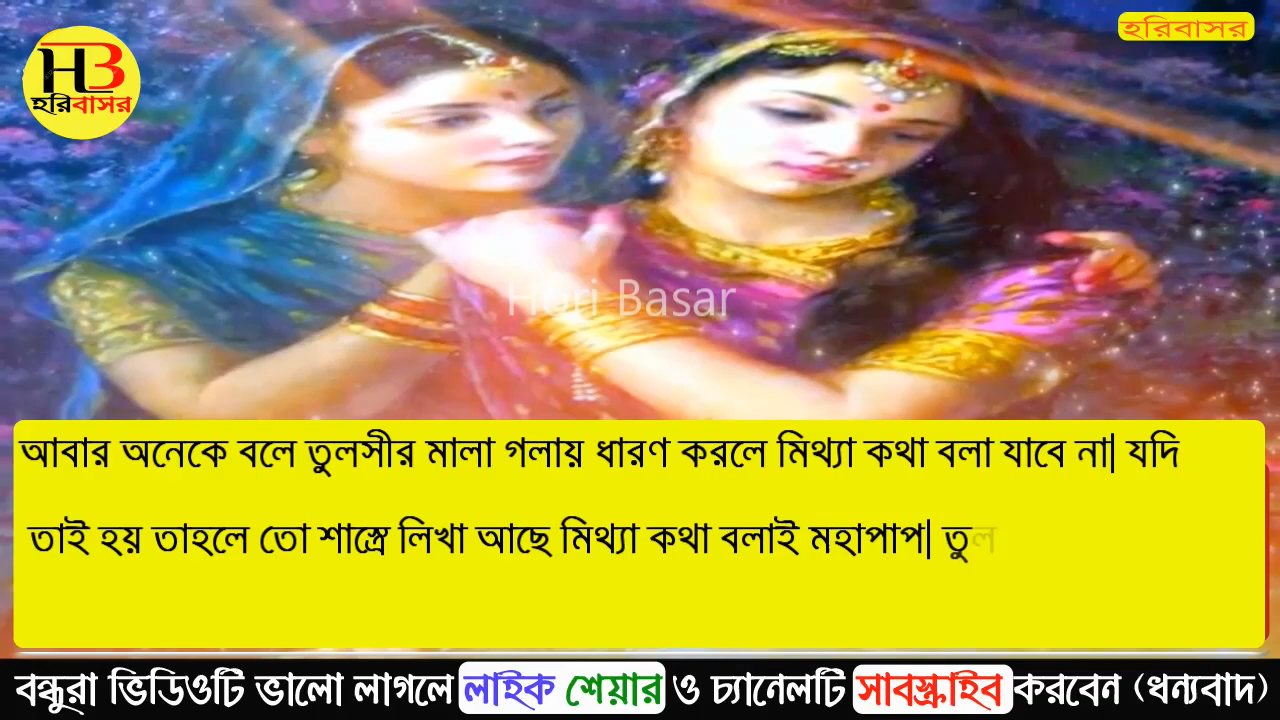 HB
হরিবাসর
হরিবাসর
Hori Basar
আবার অনেকে বলে তুলসীর মালা গলায় ধারণ করলে মিথ্যা কথা বলা যাবে না| যদি
তাই হয় তাহলে তো শাস্ত্রে লিখা আছে মিথ্যা কথা বলাই মহাপাপ| তুল
বন্ধুরা ভিডিওটি ভালো লাগলে লাইক শেয়ার ও চ্যানেলটি সাবস্ক্রাইব করবেন (ধন্যবাদ)